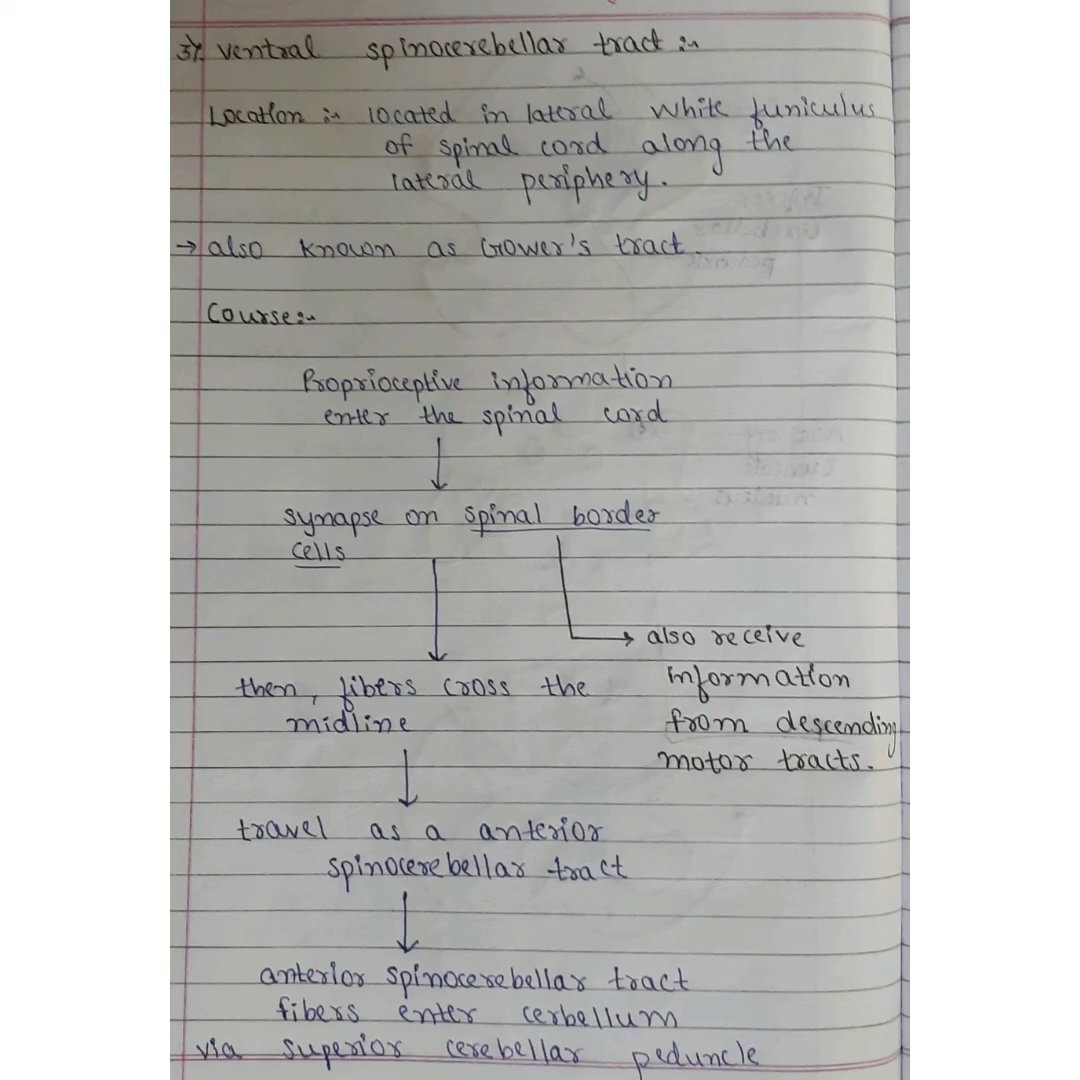 3). Ventral spinocerebellar tract :-
Location :- located in lateral white funiculus
of spinal cord along the
lateral periphery.
→ also known as Gower's tract.
Course:-
Proprioceptive information
enter the spinal cord
↓
synapse on spinal border
cells
→ also receive
information
from descending
motor tracts.
then, fibers cross the
midline
↓
travel as a anterior
spinocerebellar tract
↓
anterior spinocerebellar tract
fibers enter cerbellum
via superior cerebellar peduncle